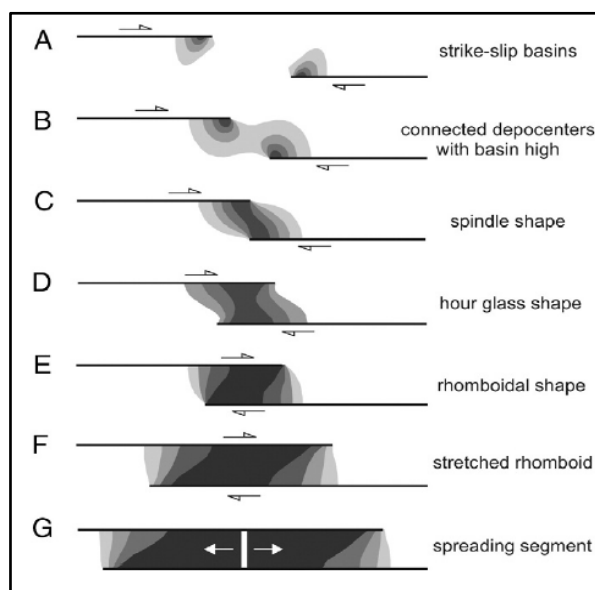 A
strike-slip basins
B
connected depocenters
with basin high
C
spindle shape
D
hour glass shape
E
rhomboidal shape
F
stretched rhomboid
G
spreading segment